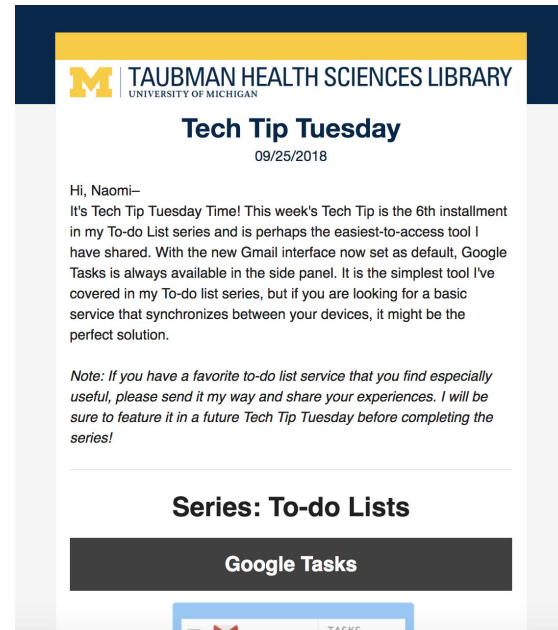 M
TAUBMAN HEALTH SCIENCES LIBRARY
UNIVERSITY OF MICHIGAN
Tech Tip Tuesday
09/25/2018
Hi, Naomi–
It's Tech Tip Tuesday Time! This week's Tech Tip is the 6th installment
in my To-do List series and is perhaps the easiest-to-access tool I
have shared. With the new Gmail interface now set as default, Google
Tasks is always available in the side panel. It is the simplest tool I've
covered in my To-do list series, but if you are looking for a basic
service that synchronizes between your devices, it might be the
perfect solution.
Note: If you have a favorite to-do list service that you find especially
useful, please send it my way and share your experiences. I will be
sure to feature it in a future Tech Tip Tuesday before completing the
series!
Series: To-do Lists
Google Tasks
TASKS